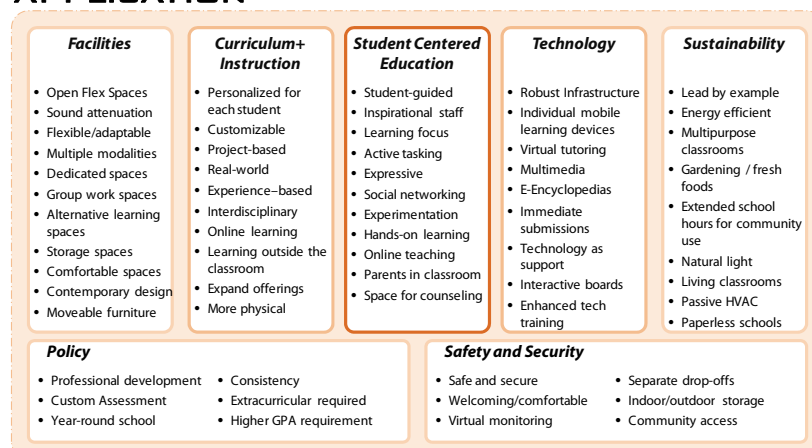 APPLICATION
Facilities
• Open Flex Spaces
• Sound attenuation
• Flexible/adaptable
• Multiple modalities
• Dedicated spaces
• Group work spaces
• Alternative learning
spaces
• Storage spaces
• Comfortable spaces
• Contemporary design
• Moveable furniture
Curriculum+
Instruction
• Personalized for
each student
• Customizable
• Project-based
• Real-world
• Experience–based
• Interdisciplinary
• Online learning
• Learning outside the
classroom
• Expand offerings
• More physical
Student Centered
Education
• Student-guided
• Inspirational staff
• Learning focus
• Active tasking
• Expressive
• Social networking
• Experimentation
• Hands-on learning
• Online teaching
• Parents in classroom
• Space for counseling
Technology
• Robust Infrastructure
• Individual mobile
learning devices
• Virtual tutoring
• Multimedia
• E-Encyclopedias
• Immediate
submissions
• Technology as
support
• Interactive boards
• Enhanced tech
training
Sustainability
• Lead by example
• Energy efficient
• Multipurpose
classrooms
• Gardening / fresh
foods
• Extended school
hours for community
use
• Natural light
• Living classrooms
• Passive HVAC
• Paperless schools
Policy
• Professional development
• Custom Assessment
• Year-round school
• Consistency
• Extracurricular required
• Higher GPA requirement
Safety and Security
• Safe and secure
• Welcoming/comfortable
• Virtual monitoring
• Separate drop-offs
• Indoor/outdoor storage
• Community access